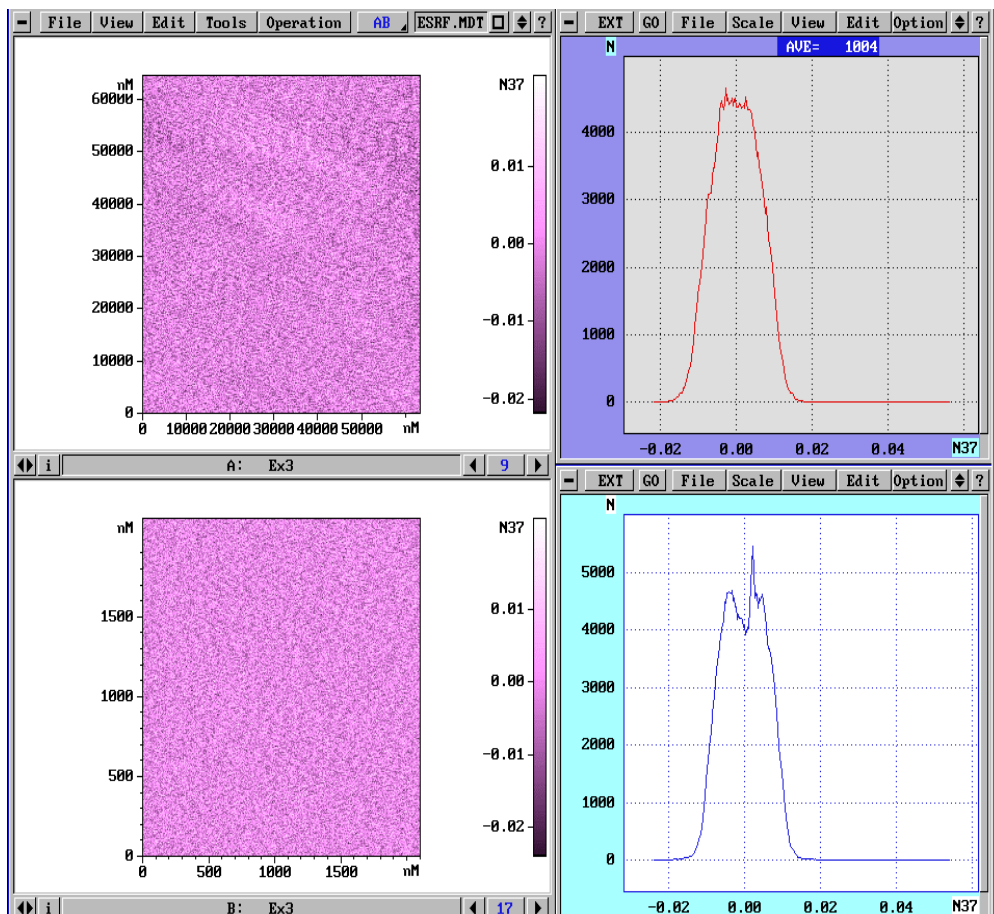 File View Edit Tools Operation AB ESRF.MDT ?
nM
60000
50000
40000
30000
20000
10000
0
0 10000 20000 30000 40000 50000 nM
N37
0.01
0.00
-0.01
-0.02
i A: Ex3 9
nM
1500
1000
500
0
0 500 1000 1500 nM
N37
0.01
0.00
-0.01
-0.02
i B: Ex3 17
EXT GO File Scale View Edit Option ?
N AVE= 1004
4000
3000
2000
1000
0
-0.02 0.00 0.02 0.04 N37
EXT GO File Scale View Edit Option ?
N
5000
4000
3000
2000
1000
0
-0.02 0.00 0.02 0.04 N37